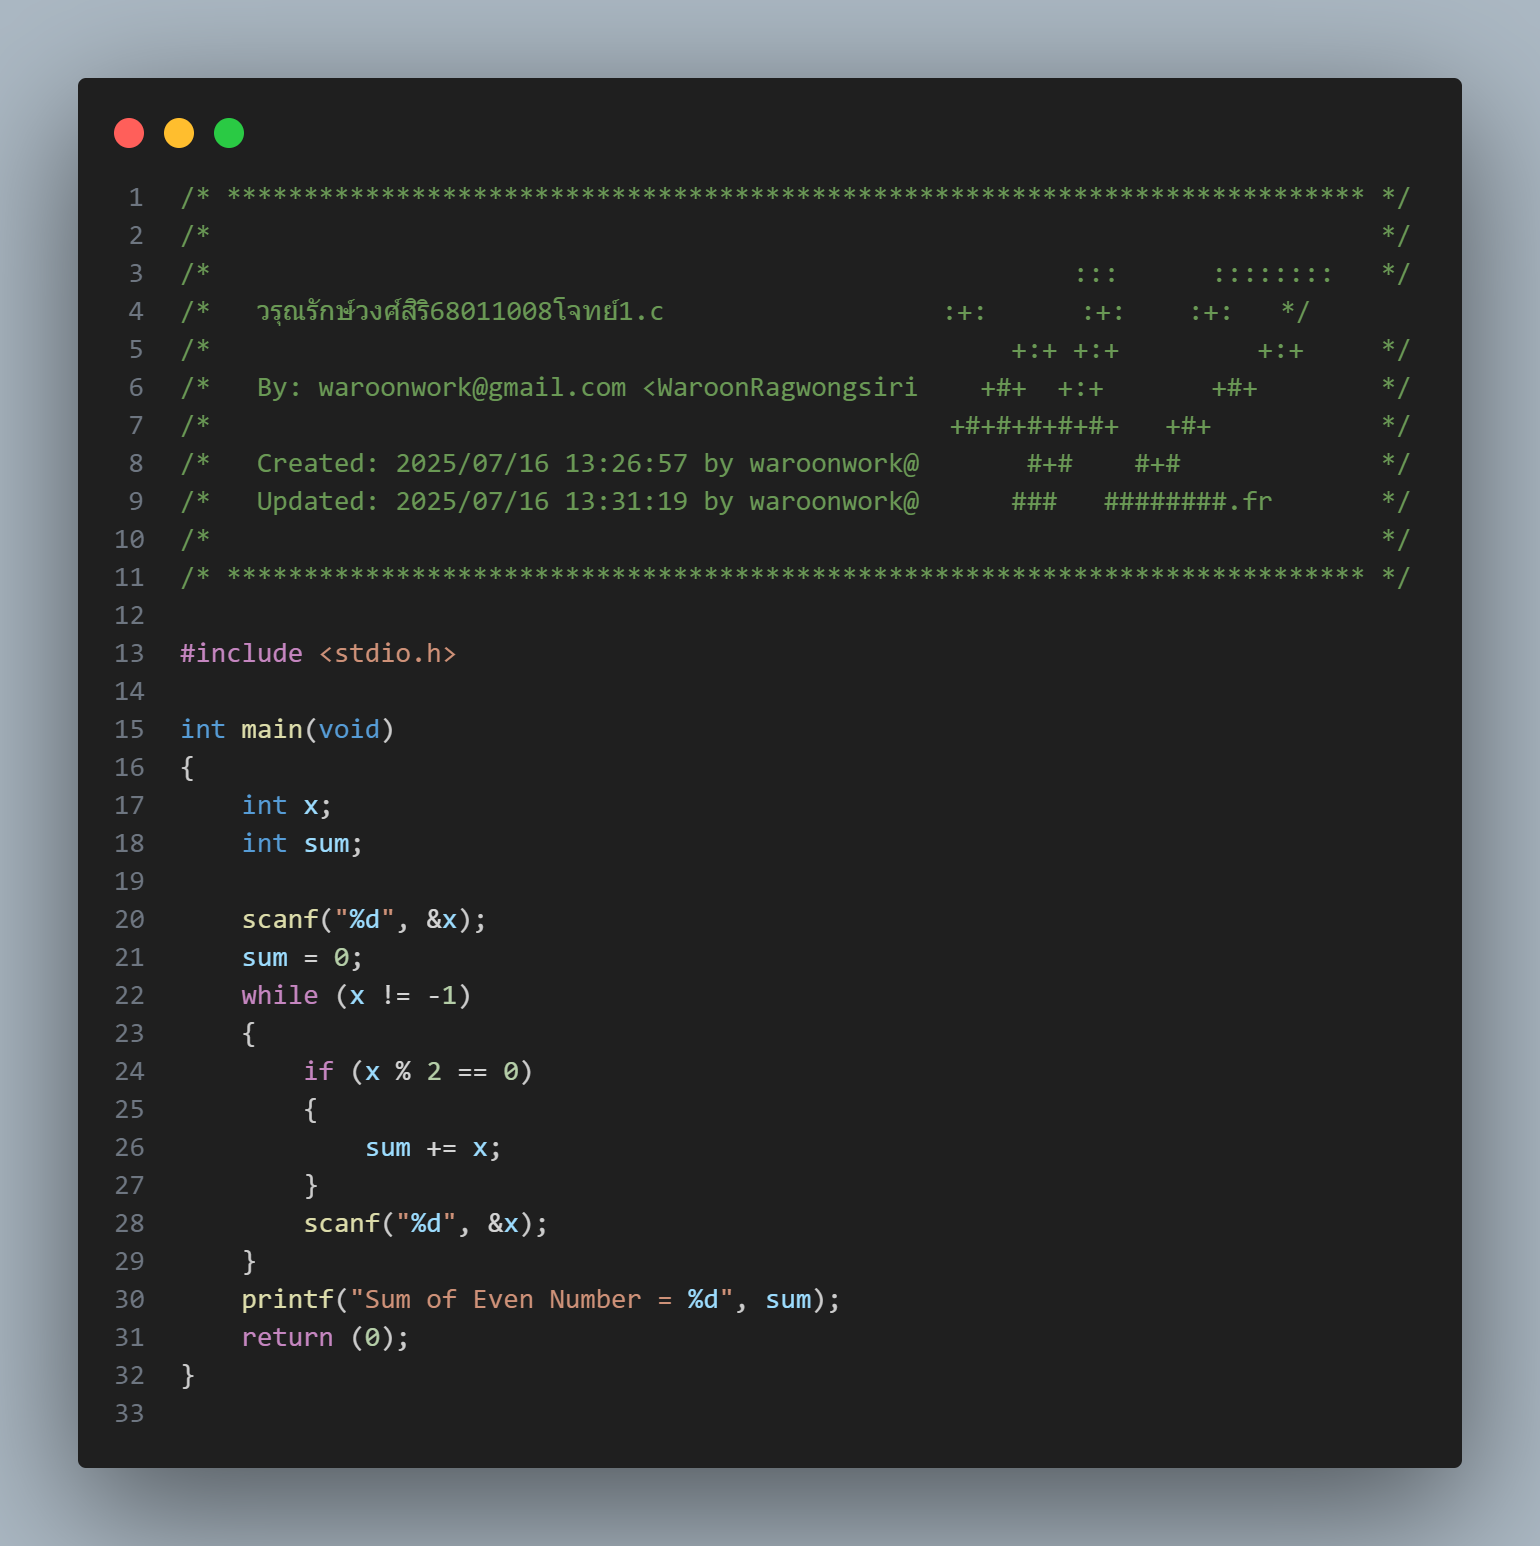 1 /* ************************************************************************** */
2 /*                                                                            */
3 /*                                                        :::      ::::::::   */
4 /*   วรุณรักษ์วงศ์สิริ68011008โจทย์1.c                  :+:      :+:    :+:   */
5 /*                                                    +:+ +:+         +:+     */
6 /*   By: waroonwork@gmail.com <WaroonRagwongsiri    +#+  +:+       +#+        */
7 /*                                                +#+#+#+#+#+   +#+           */
8 /*   Created: 2025/07/16 13:26:57 by waroonwork@       #+#    #+#             */
9 /*   Updated: 2025/07/16 13:31:19 by waroonwork@      ###   ########.fr       */
10 /*                                                                            */
11 /* ************************************************************************** */
12
13 #include <stdio.h>
14
15 int main(void)
16 {
17     int x;
18     int sum;
19
20     scanf("%d", &x);
21     sum = 0;
22     while (x != -1)
23     {
24         if (x % 2 == 0)
25         {
26             sum += x;
27         }
28         scanf("%d", &x);
29     }
30     printf("Sum of Even Number = %d", sum);
31     return (0);
32 }
33